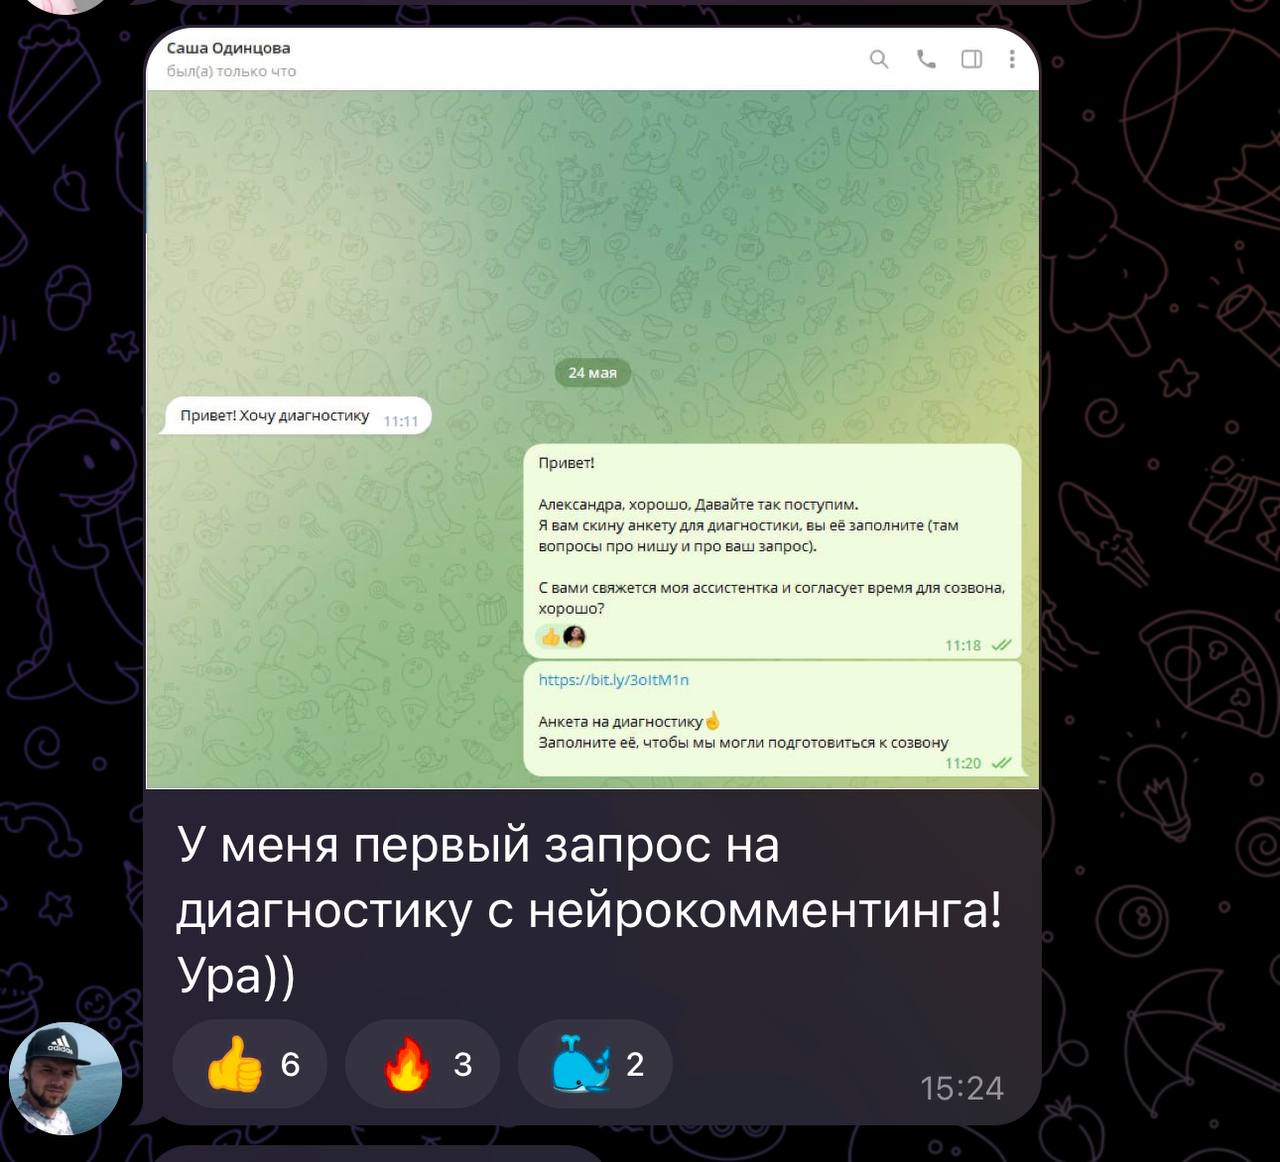 Саша Одинцова
был(а) только что
24 мая
Привет! Хочу диагностику 11:11
Привет!
Александра, хорошо, Давайте так поступим.
Я вам скину анкету для диагностики, вы её заполните (там
вопросы про нишу и про ваш запрос).
С вами свяжется моя ассистентка и согласует время для созвона,
хорошо?
11:18
https://bit.ly/3oItM1n
Анкета на диагностику☝
Заполните её, чтобы мы могли подготовиться к созвону
11:20
У меня первый запрос на
диагностику с нейрокомментинга!
Ура))
👍 6 🔥 3 🐳 2
15:24
adidas